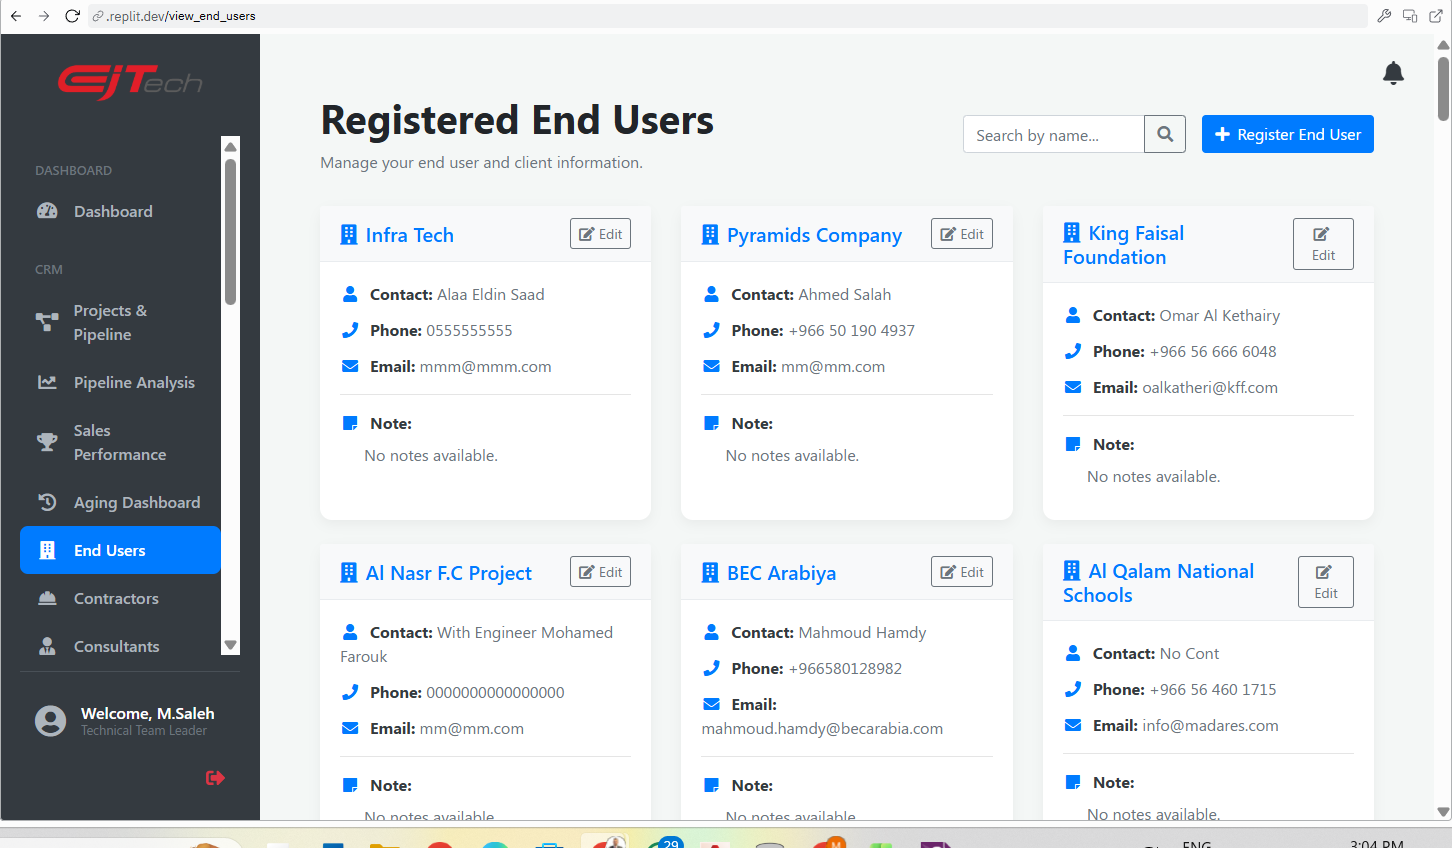 .replit.dev/view_end_users
EJTech
Registered End Users
Manage your end user and client information.
Search by name...
Register End User
DASHBOARD
Dashboard
CRM
Projects &
Pipeline
Pipeline Analysis
Sales
Performance
Aging Dashboard
End Users
Contractors
Consultants
Welcome, M.Saleh
Technical Team Leader
Infra Tech
Edit
Contact: Alaa Eldin Saad
Phone: 0555555555
Email: mmm@mmm.com
Note:
No notes available.
Pyramids Company
Edit
Contact: Ahmed Salah
Phone: +966 50 190 4937
Email: mm@mm.com
Note:
No notes available.
King Faisal
Foundation
Edit
Contact: Omar Al Kethairy
Phone: +966 56 666 6048
Email: oalkatheri@kff.com
Note:
No notes available.
Al Nasr F.C Project
Edit
Contact: With Engineer Mohamed
Farouk
Phone: 0000000000000000
Email: mm@mm.com
Note:
No notes available.
BEC Arabiya
Edit
Contact: Mahmoud Hamdy
Phone: +966580128982
Email:
mahmoud.hamdy@becarabia.com
Note:
No notes available.
Al Qalam National
Schools
Edit
Contact: No Cont
Phone: +966 56 460 1715
Email: info@madares.com
Note:
No notes available.
29
M
ENG
3:04 PM